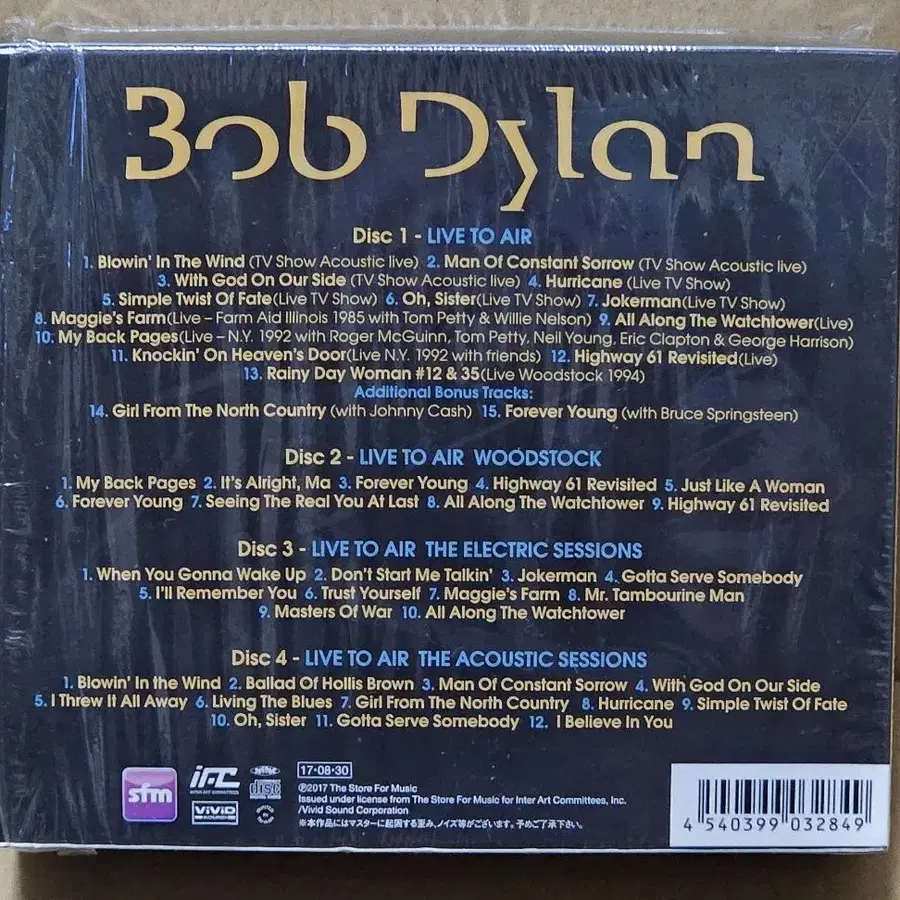 Bob Dylan
Disc 1 - LIVE TO AIR
1. Blowin' In The Wind (TV Show Acoustic live) 2. Man Of Constant Sorrow (TV Show Acoustic live)
3. With God On Our Side (TV Show Acoustic live) 4. Hurricane (Live TV Show)
5. Simple Twist Of Fate(Live TV Show) 6. Oh, Sister(Live TV Show) 7. Jokerman(Live TV Show)
8. Maggie's Farm(Live – Farm Aid Illinois 1985 with Tom Petty & Willie Nelson) 9. All Along The Watchtower(Live)
10. My Back Pages(Live – N.Y. 1992 with Roger McGuinn, Tom Petty, Neil Young, Eric Clapton & George Harrison)
11. Knockin' On Heaven's Door(Live N.Y. 1992 with friends) 12. Highway 61 Revisited(Live)
13. Rainy Day Woman #12 & 35(Live Woodstock 1994)
Additional Bonus Tracks:
14. Girl From The North Country (with Johnny Cash) 15. Forever Young (with Bruce Springsteen)
Disc 2 - LIVE TO AIR WOODSTOCK
1. My Back Pages 2. It's Alright, Ma 3. Forever Young 4. Highway 61 Revisited 5. Just Like A Woman
6. Forever Young 7. Seeing The Real You At Last 8. All Along The Watchtower 9. Highway 61 Revisited
Disc 3 - LIVE TO AIR THE ELECTRIC SESSIONS
1. When You Gonna Wake Up 2. Don't Start Me Talkin' 3. Jokerman 4. Gotta Serve Somebody
5. I'll Remember You 6. Trust Yourself 7. Maggie's Farm 8. Mr. Tambourine Man
9. Masters Of War 10. All Along The Watchtower
Disc 4 - LIVE TO AIR THE ACOUSTIC SESSIONS
1. Blowin' In the Wind 2. Ballad Of Hollis Brown 3. Man Of Constant Sorrow 4. With God On Our Side
5. I Threw It All Away 6. Living The Blues 7. Girl From The North Country 8. Hurricane 9. Simple Twist Of Fate
10. Oh, Sister 11. Gotta Serve Somebody 12. I Believe In You
sfm
IFC
INTER ART COMMITTEES
VIVID
SOUND
disc
17·08·30
℗2017 The Store For Music
Issued under license from The Store For Music for Inter Art Committees, Inc.
/Vivid Sound Corporation
※本作品にはマスターに起因する歪み、ノイズ等がございます。予めご了承下さい。
4 540399 032849